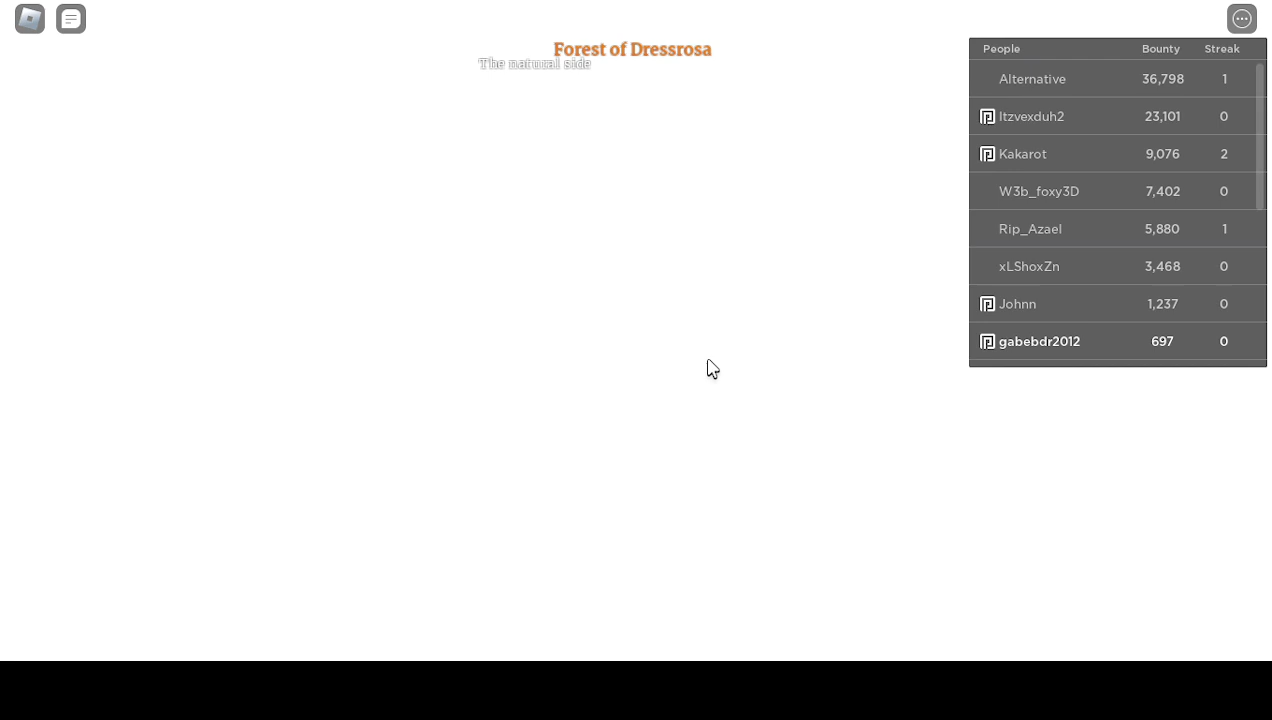 Forest of Dressrosa
The natural side
People Bounty Streak
Alternative 36,798 1
Itzvexduh2 23,101 0
Kakarot 9,076 2
W3b_foxy3D 7,402 0
Rip_Azael 5,880 1
xLShoxZn 3,468 0
Johnn 1,237 0
gabebdr2012 697 0